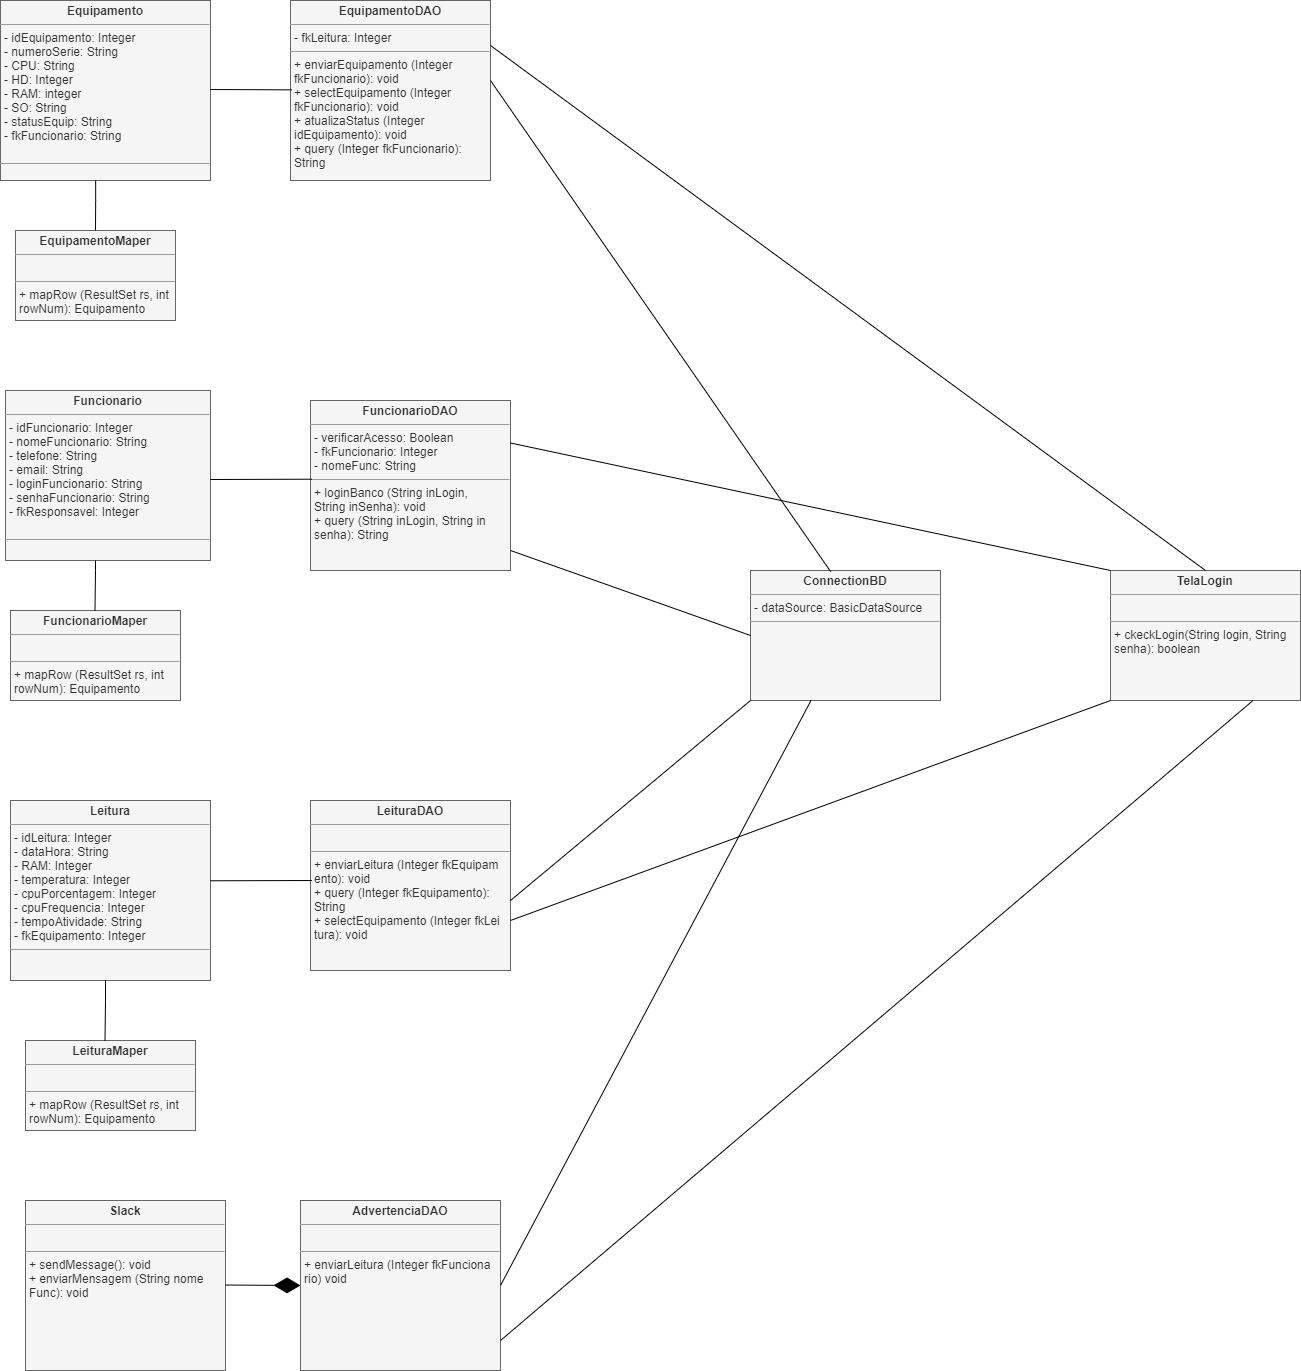 Equipamento
- idEquipamento: Integer
- numeroSerie: String
- CPU: String
- HD: Integer
- RAM: integer
- SO: String
- statusEquip: String
- fkFuncionario: String
EquipamentoDAO
- fkLeitura: Integer
+ enviarEquipamento (Integer
fkFuncionario): void
+ selectEquipamento (Integer
fkFuncionario): void
+ atualizaStatus (Integer
idEquipamento): void
+ query (Integer fkFuncionario):
String
EquipamentoMaper
+ mapRow (ResultSet rs, int
rowNum): Equipamento
Funcionario
- idFuncionario: Integer
- nomeFuncionario: String
- telefone: String
- email: String
- loginFuncionario: String
- senhaFuncionario: String
- fkResponsavel: Integer
FuncionarioDAO
- verificarAcesso: Boolean
- fkFuncionario: Integer
- nomeFunc: String
+ loginBanco (String inLogin,
String inSenha): void
+ query (String inLogin, String in
senha): String
FuncionarioMaper
+ mapRow (ResultSet rs, int
rowNum): Equipamento
ConnectionBD
- dataSource: BasicDataSource
TelaLogin
+ ckeckLogin(String login, String
senha): boolean
Leitura
- idLeitura: Integer
- dataHora: String
- RAM: Integer
- temperatura: Integer
- cpuPorcentagem: Integer
- cpuFrequencia: Integer
- tempoAtividade: String
- fkEquipamento: Integer
LeituraDAO
+ enviarLeitura (Integer fkEquipam
ento): void
+ query (Integer fkEquipamento):
String
+ selectEquipamento (Integer fkLei
tura): void
LeituraMaper
+ mapRow (ResultSet rs, int
rowNum): Equipamento
Slack
+ sendMessage(): void
+ enviarMensagem (String nome
Func): void
AdvertenciaDAO
+ enviarLeitura (Integer fkFunciona
rio) void